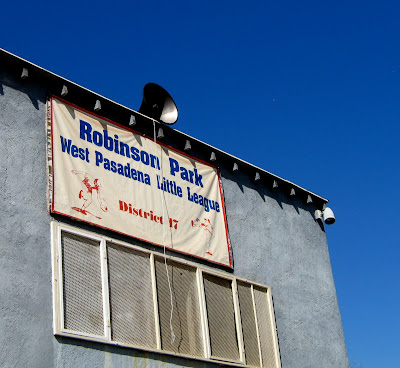 Robinson Park
West Pasadena Little League
District 17